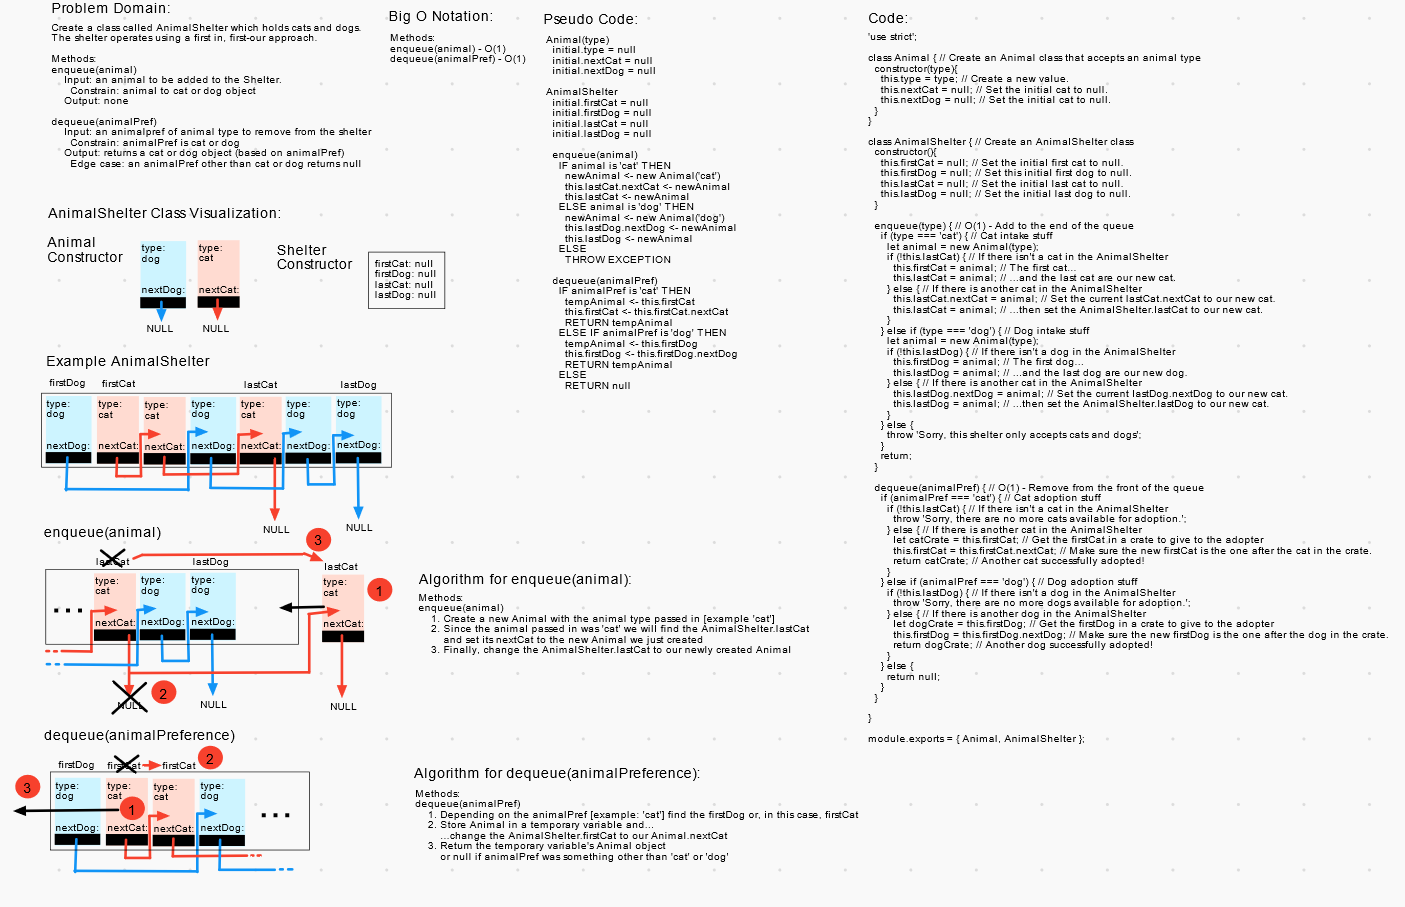 Problem Domain:
Create a class called AnimalShelter which holds cats and dogs.
The shelter operates using a first in, first-our approach.
Methods:
enqueue(animal)
Input: an animal to be added to the Shelter.
Constrain: animal to cat or dog object
Output: none
dequeue(animalPref)
Input: an animalpref of animal type to remove from the shelter
Constrain: animalPref is cat or dog
Output: returns a cat or dog object (based on animalPref)
Edge case: an animalPref other than cat or dog returns null
AnimalShelter Class Visualization:
Animal
Constructor
type:
dog
nextDog:
NULL
type:
cat
nextCat:
NULL
Shelter
Constructor
firstCat: null
firstDog: null
lastCat: null
lastDog: null
Example AnimalShelter
firstDog
firstCat
lastCat
lastDog
type:
dog
nextDog:
type:
cat
nextCat:
type:
cat
nextCat:
type:
dog
nextDog:
type:
cat
nextCat:
type:
dog
nextDog:
type:
dog
nextDog:
NULL
NULL
enqueue(animal)
lastCat
lastDog
3
lastCat
1
...
type:
cat
nextCat:
type:
dog
nextDog:
type:
dog
nextDog:
type:
cat
nextCat:
NULL
2
NULL
NULL
dequeue(animalPreference)
firstDog
firstCat
firstCat
2
3
1
type:
dog
nextDog:
type:
cat
nextCat:
type:
cat
nextCat:
type:
dog
nextDog:
...
Big O Notation:
Methods:
enqueue(animal) - O(1)
dequeue(animalPref) - O(1)
Pseudo Code:
Animal(type)
initial.type = null
initial.nextCat = null
initial.nextDog = null
AnimalShelter
initial.firstCat = null
initial.firstDog = null
initial.lastCat = null
initial.lastDog = null
enqueue(animal)
IF animal is 'cat' THEN
newAnimal <- new Animal('cat')
this.lastCat.nextCat <- newAnimal
this.lastCat <- newAnimal
ELSE animal is 'dog' THEN
newAnimal <- new Animal('dog')
this.lastDog.nextDog <- newAnimal
this.lastDog <- newAnimal
ELSE
THROW EXCEPTION
dequeue(animalPref)
IF animalPref is 'cat' THEN
tempAnimal <- this.firstCat
this.firstCat <- this.firstCat.nextCat
RETURN tempAnimal
ELSE IF animalPref is 'dog' THEN
tempAnimal <- this.firstDog
this.firstDog <- this.firstDog.nextDog
RETURN tempAnimal
ELSE
RETURN null
Algorithm for enqueue(animal):
Methods:
enqueue(animal)
1. Create a new Animal with the animal type passed in [example 'cat']
2. Since the animal passed in was 'cat' we will find the AnimalShelter.lastCat
and set its nextCat to the new Animal we just created
3. Finally, change the AnimalShelter.lastCat to our newly created Animal
Algorithm for dequeue(animalPreference):
Methods:
dequeue(animalPref)
1. Depending on the animalPref [example: 'cat'] find the firstDog or, in this case, firstCat
2. Store Animal in a temporary variable and...
...change the AnimalShelter.firstCat to our Animal.nextCat
3. Return the temporary variable's Animal object
or null if animalPref was something other than 'cat' or 'dog'
Code:
'use strict';
class Animal { // Create an Animal class that accepts an animal type
constructor(type){
this.type = type; // Create a new value.
this.nextCat = null; // Set the initial cat to null.
this.nextDog = null; // Set the initial cat to null.
}
}
class AnimalShelter { // Create an AnimalShelter class
constructor(){
this.firstCat = null; // Set the initial first cat to null.
this.firstDog = null; // Set this initial first dog to null.
this.lastCat = null; // Set the initial last cat to null.
this.lastDog = null; // Set the initial last dog to null.
}
enqueue(type) { // O(1) - Add to the end of the queue
if (type === 'cat') { // Cat intake stuff
let animal = new Animal(type);
if (!this.lastCat) { // If there isn't a cat in the AnimalShelter
this.firstCat = animal; // The first cat...
this.lastCat = animal; // ...and the last cat are our new cat.
} else { // If there is another cat in the AnimalShelter
this.lastCat.nextCat = animal; // Set the current lastCat.nextCat to our new cat.
this.lastCat = animal; // ...then set the AnimalShelter.lastCat to our new cat.
}
} else if (type === 'dog') { // Dog intake stuff
let animal = new Animal(type);
if (!this.lastDog) { // If there isn't a dog in the AnimalShelter
this.firstDog = animal; // The first dog...
this.lastDog = animal; // ...and the last dog are our new dog.
} else { // If there is another cat in the AnimalShelter
this.lastDog.nextDog = animal; // Set the current lastDog.nextDog to our new cat.
this.lastDog = animal; // ...then set the AnimalShelter.lastDog to our new cat.
}
} else {
throw 'Sorry, this shelter only accepts cats and dogs';
}
return;
}
dequeue(animalPref) { // O(1) - Remove from the front of the queue
if (animalPref === 'cat') { // Cat adoption stuff
if (!this.lastCat) { // If there isn't a cat in the AnimalShelter
throw 'Sorry, there are no more cats available for adoption.';
} else { // If there is another cat in the AnimalShelter
let catCrate = this.firstCat; // Get the firstCat in a crate to give to the adopter
this.firstCat = this.firstCat.nextCat; // Make sure the new firstCat is the one after the cat in the crate.
return catCrate; // Another cat successfully adopted!
}
} else if (animalPref === 'dog') { // Dog adoption stuff
if (!this.lastDog) { // If there isn't a dog in the AnimalShelter
throw 'Sorry, there are no more dogs available for adoption.';
} else { // If there is another dog in the AnimalShelter
let dogCrate = this.firstDog; // Get the firstDog in a crate to give to the adopter
this.firstDog = this.firstDog.nextDog; // Make sure the new firstDog is the one after the dog in the crate.
return dogCrate; // Another dog successfully adopted!
}
} else {
return null;
}
}
}
module.exports = { Animal, AnimalShelter };